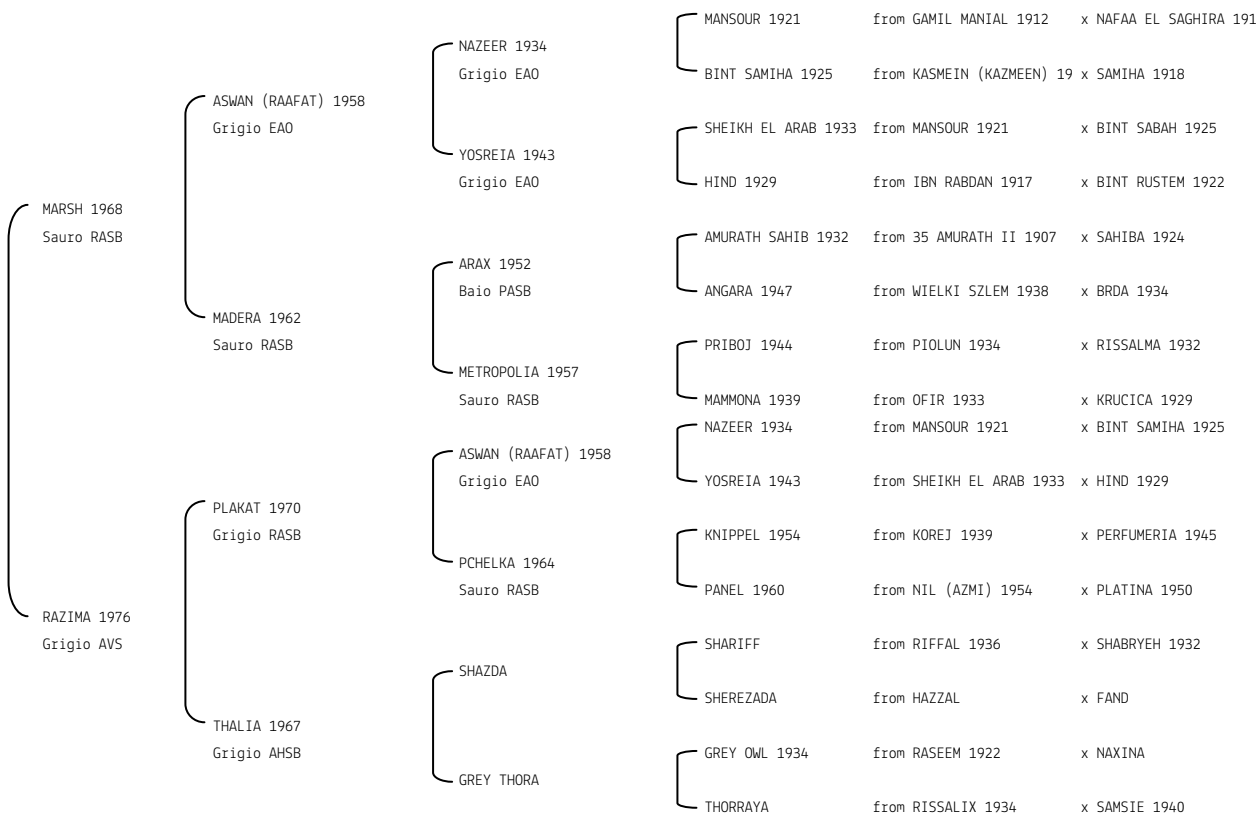 MANSOUR 1921 from GAMIL MANIAL 1912 x NAFAA EL SAGHIRA 191
NAZEER 1934
Grigio EAO
BINT SAMIHA 1925 from KASMEIN (KAZMEEN) 19 x SAMIHA 1918
ASWAN (RAAFAT) 1958
Grigio EAO
SHEIKH EL ARAB 1933 from MANSOUR 1921 x BINT SABAH 1925
YOSREIA 1943
Grigio EAO
HIND 1929 from IBN RABDAN 1917 x BINT RUSTEM 1922
MARSH 1968
Sauro RASB
AMURATH SAHIB 1932 from 35 AMURATH II 1907 x SAHIBA 1924
ARAX 1952
Baio PASB
ANGARA 1947 from WIELKI SZLEM 1938 x BRDA 1934
MADERA 1962
Sauro RASB
PRIBOJ 1944 from PIOLUN 1934 x RISSALMA 1932
METROPOLIA 1957
Sauro RASB
MAMMONA 1939 from OFIR 1933 x KRUCICA 1929
NAZEER 1934 from MANSOUR 1921 x BINT SAMIHA 1925
ASWAN (RAAFAT) 1958
Grigio EAO
YOSREIA 1943 from SHEIKH EL ARAB 1933 x HIND 1929
PLAKAT 1970
Grigio RASB
KNIPPEL 1954 from KOREJ 1939 x PERFUMERIA 1945
PCHELKA 1964
Sauro RASB
PANEL 1960 from NIL (AZMI) 1954 x PLATINA 1950
RAZIMA 1976
Grigio AVS
SHARIFF from RIFFAL 1936 x SHABRYEH 1932
SHAZDA
SHEREZADA from HAZZAL x FAND
THALIA 1967
Grigio AHSB
GREY OWL 1934 from RASEEM 1922 x NAXINA
GREY THORA
THORRAYA from RISSALIX 1934 x SAMSIE 1940